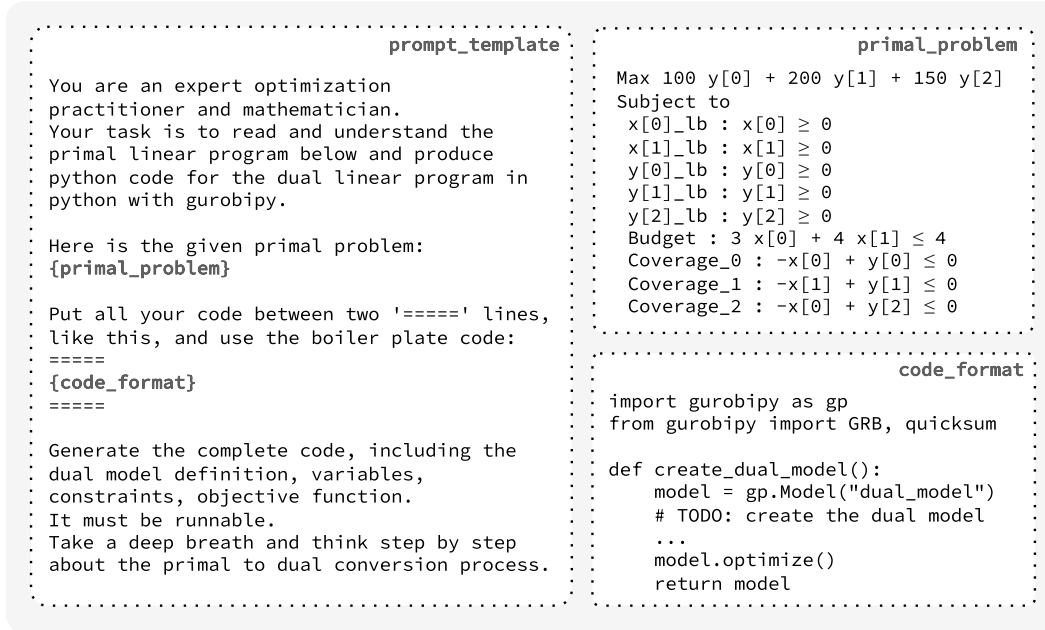 prompt_template
You are an expert optimization
practitioner and mathematician.
Your task is to read and understand the
primal linear program below and produce
python code for the dual linear program in
python with gurobipy.
Here is the given primal problem:
{primal_problem}
Put all your code between two '=====' lines,
like this, and use the boiler plate code:
=====
{code_format}
=====
Generate the complete code, including the
dual model definition, variables,
constraints, objective function.
It must be runnable.
Take a deep breath and think step by step
about the primal to dual conversion process.
primal_problem
Max 100 y[0] + 200 y[1] + 150 y[2]
Subject to
x[0]_lb : x[0] ≥ 0
x[1]_lb : x[1] ≥ 0
y[0]_lb : y[0] ≥ 0
y[1]_lb : y[1] ≥ 0
y[2]_lb : y[2] ≥ 0
Budget : 3 x[0] + 4 x[1] ≤ 4
Coverage_0 : -x[0] + y[0] ≤ 0
Coverage_1 : -x[1] + y[1] ≤ 0
Coverage_2 : -x[0] + y[2] ≤ 0
code_format
import gurobipy as gp
from gurobipy import GRB, quicksum
def create_dual_model():
    model = gp.Model("dual_model")
    # TODO: create the dual model
    ...
    model.optimize()
    return model